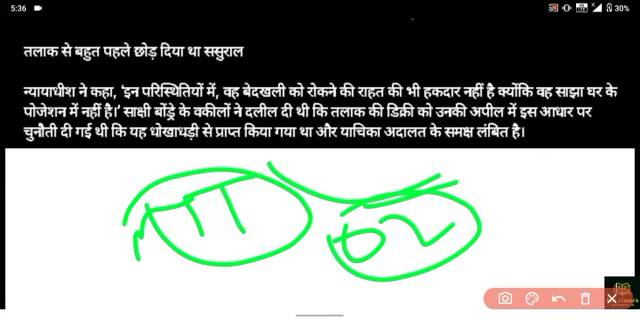 5:36
30%
तलाक से बहुत पहले छोड़ दिया था ससुराल
न्यायाधीश ने कहा, 'इन परिस्थितियों में, वह बेदखली को रोकने की राहत की भी हकदार नहीं है क्योंकि वह साझा घर के
पोजेशन में नहीं है।' साक्षी बोंद्रे के वकीलों ने दलील दी थी कि तलाक की डिक्री को उनकी अपील में इस आधार पर
चुनौती दी गई थी कि यह धोखाधड़ी से प्राप्त किया गया था और याचिका अदालत के समक्ष लंबित है।